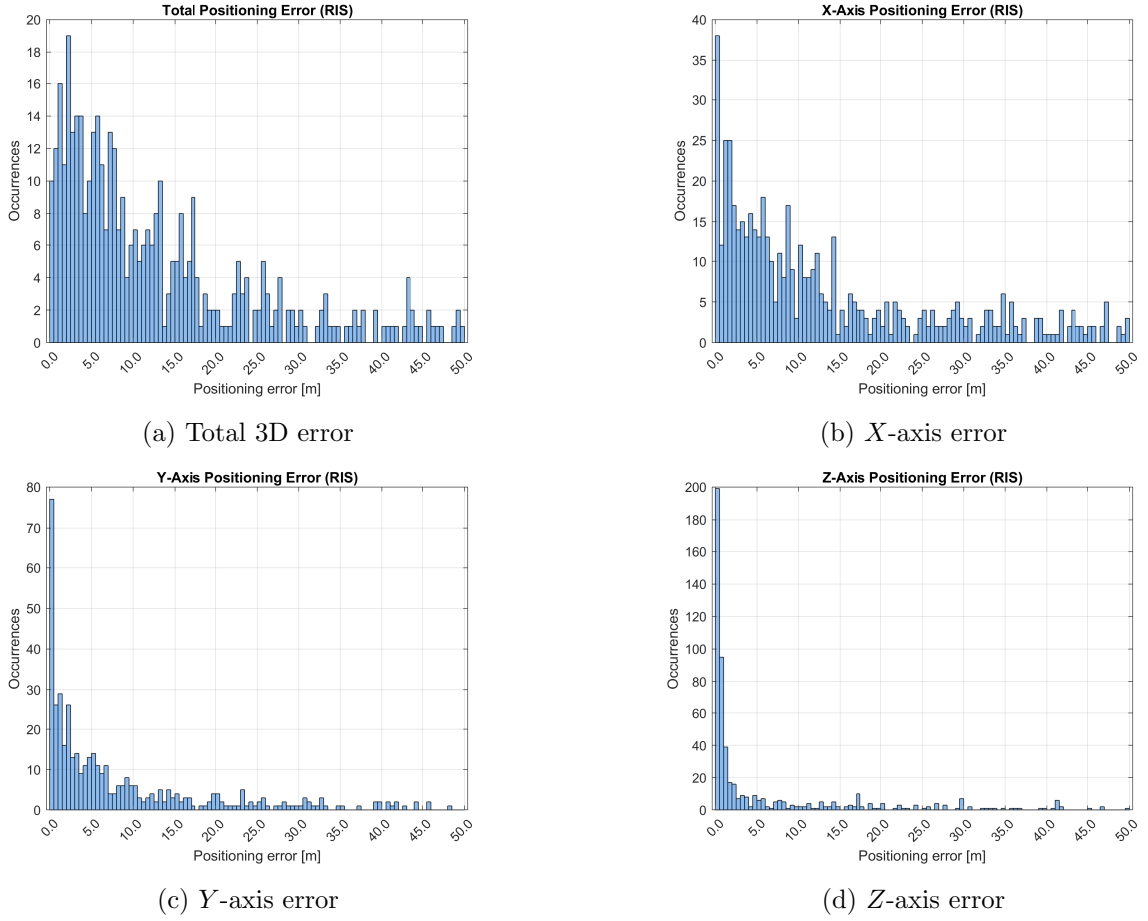 Total Positioning Error (RIS)
20
18
16
14
12
10
8
6
4
2
0
Occurrences
0.0 5.0 10.0 15.0 20.0 25.0 30.0 35.0 40.0 45.0 50.0
Positioning error [m]
(a) Total 3D error
X-Axis Positioning Error (RIS)
40
35
30
25
20
15
10
5
0
Occurrences
0.0 5.0 10.0 15.0 20.0 25.0 30.0 35.0 40.0 45.0 50.0
Positioning error [m]
(b) X-axis error
Y-Axis Positioning Error (RIS)
80
70
60
50
40
30
20
10
0
Occurrences
0.0 5.0 10.0 15.0 20.0 25.0 30.0 35.0 40.0 45.0 50.0
Positioning error [m]
(c) Y-axis error
Z-Axis Positioning Error (RIS)
200
180
160
140
120
100
80
60
40
20
0
Occurrences
0.0 5.0 10.0 15.0 20.0 25.0 30.0 35.0 40.0 45.0 50.0
Positioning error [m]
(d) Z-axis error